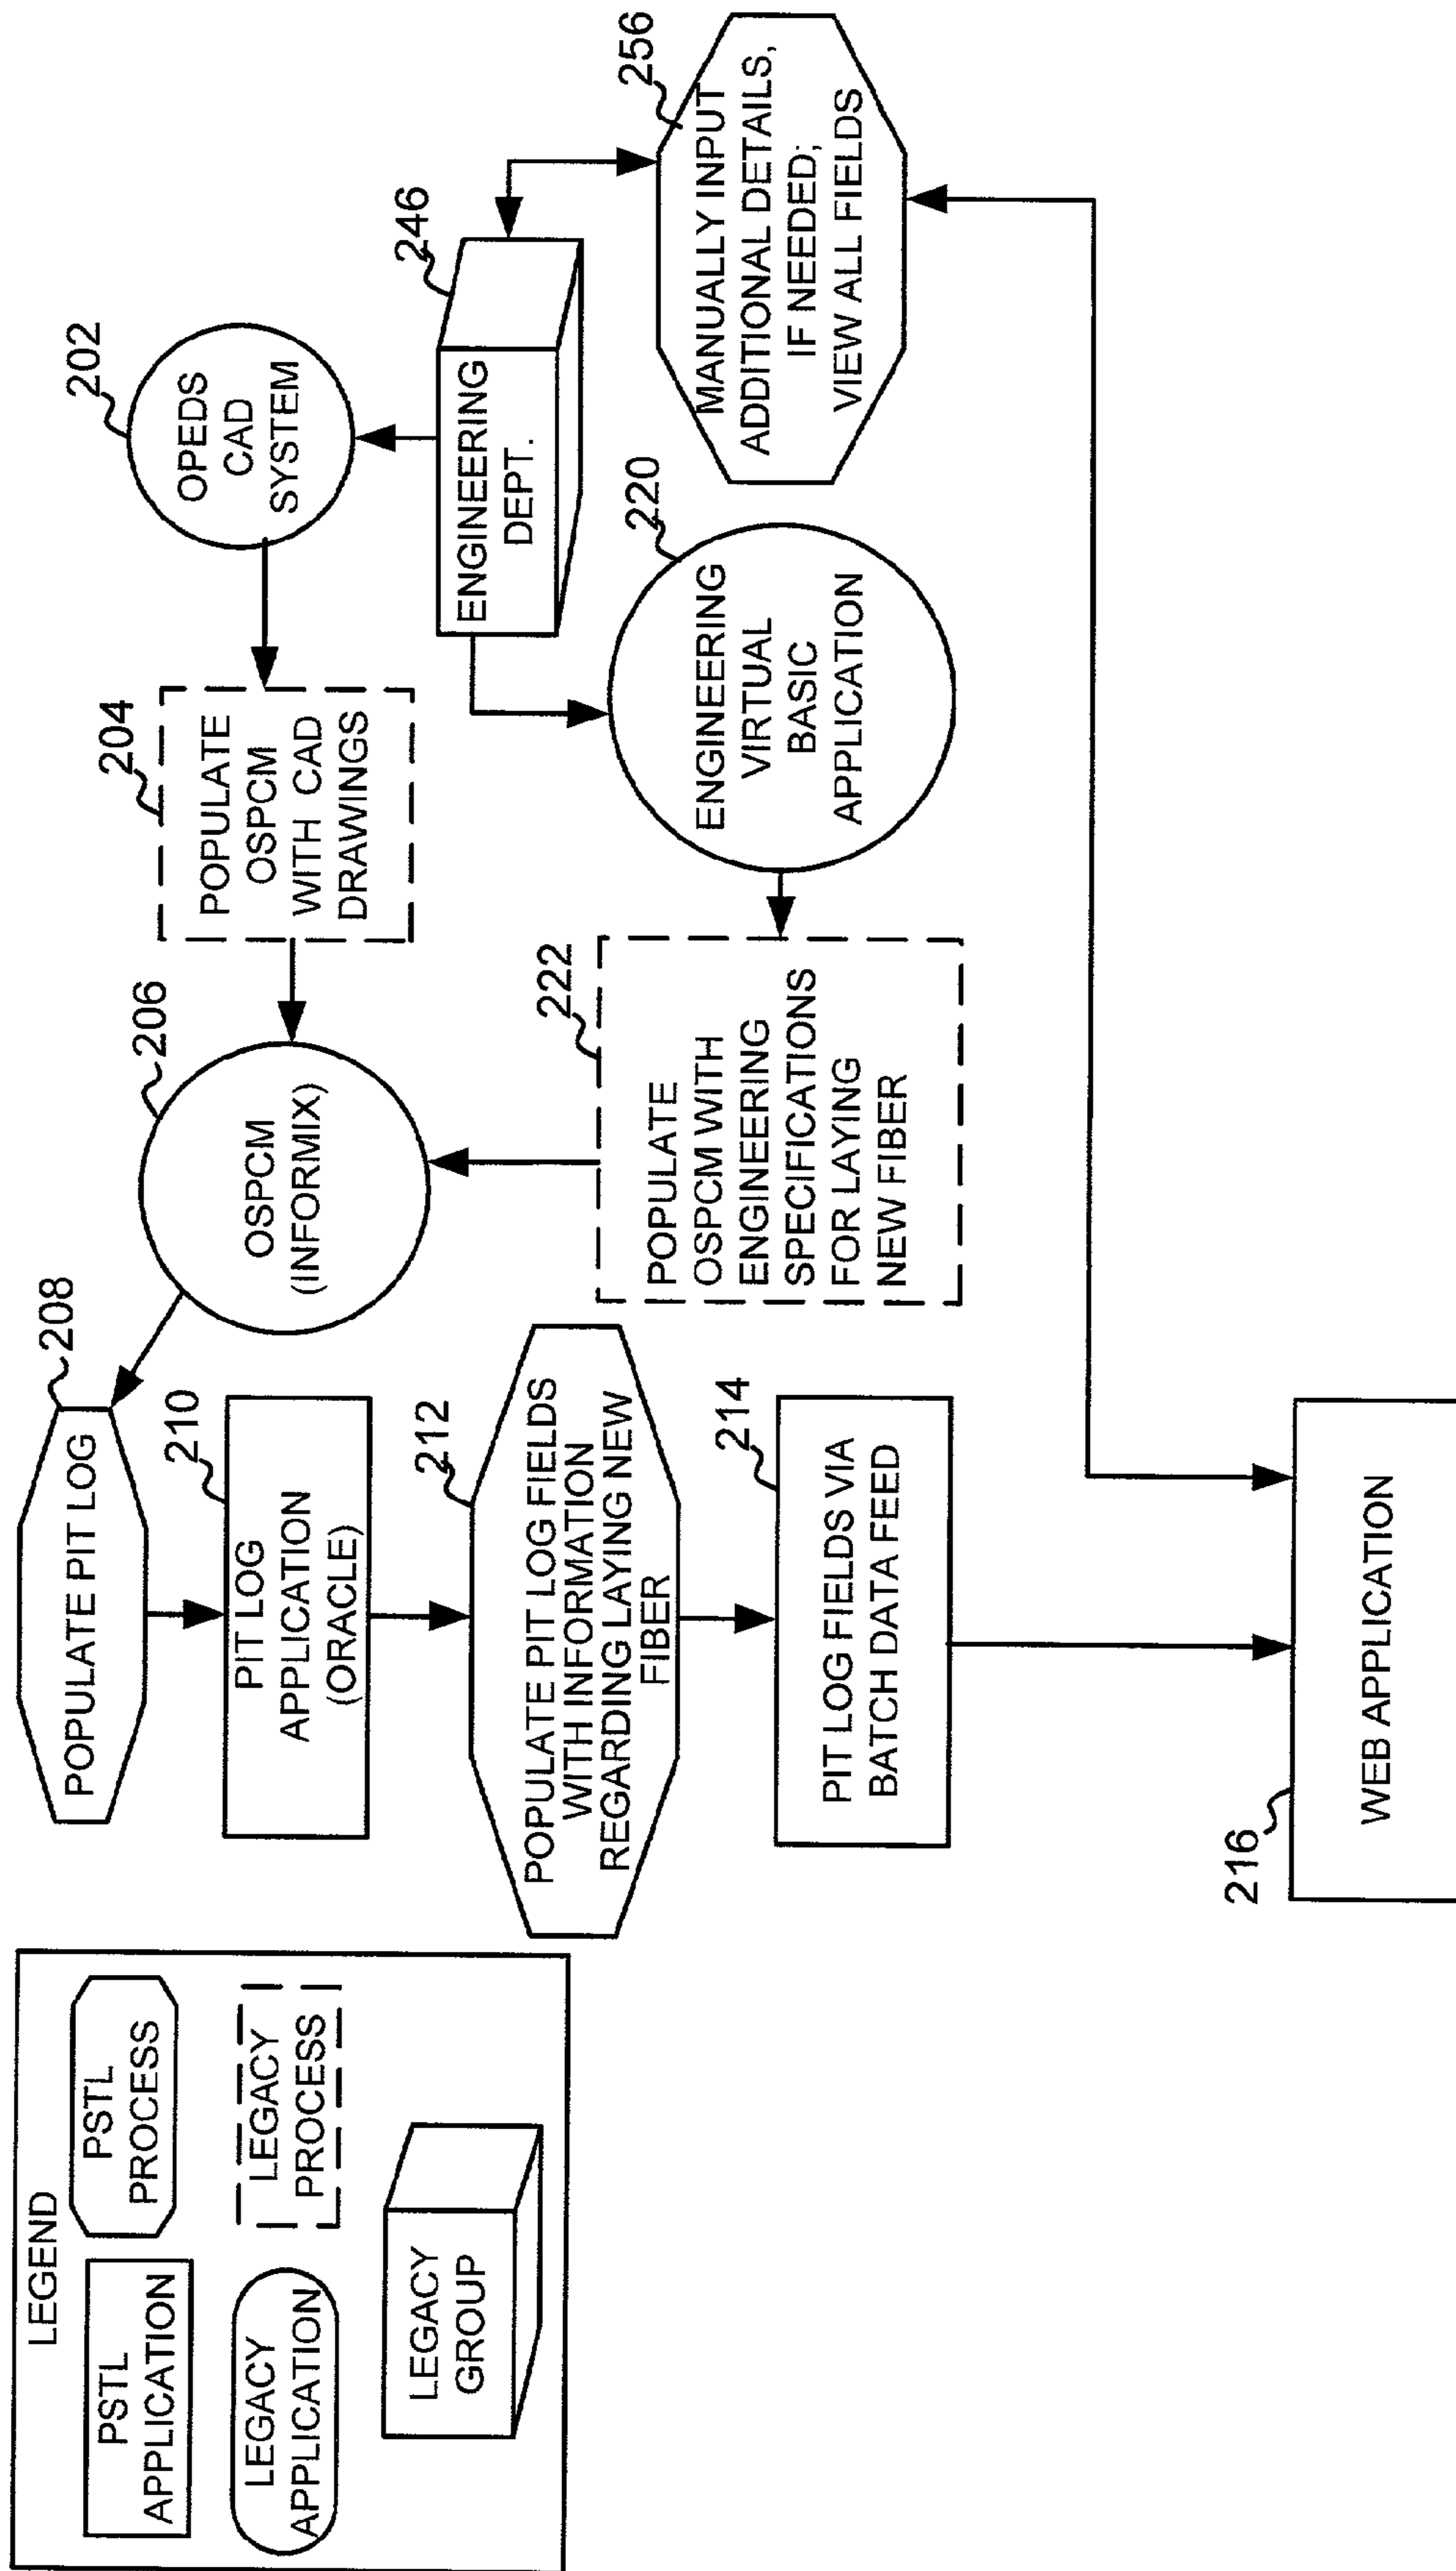 LEGEND
PSTL
APPLICATION
PSTL
PROCESS
LEGACY
APPLICATION
LEGACY
PROCESS
LEGACY
GROUP
208
POPULATE PIT LOG
210
PIT LOG
APPLICATION
(ORACLE)
212
POPULATE PIT LOG FIELDS
WITH INFORMATION
REGARDING LAYING NEW
FIBER
214
PIT LOG FIELDS VIA
BATCH DATA FEED
216
WEB APPLICATION
206
OSPCM
(INFORMIX)
204
POPULATE
OSPCM
WITH CAD
DRAWINGS
202
OPEDS
CAD
SYSTEM
222
POPULATE
OSPCM WITH
ENGINEERING
SPECIFICATIONS
FOR LAYING
NEW FIBER
246
ENGINEERING
DEPT.
220
ENGINEERING
VIRTUAL
BASIC
APPLICATION
256
MANUALLY INPUT
ADDITIONAL DETAILS,
IF NEEDED;
VIEW ALL FIELDS